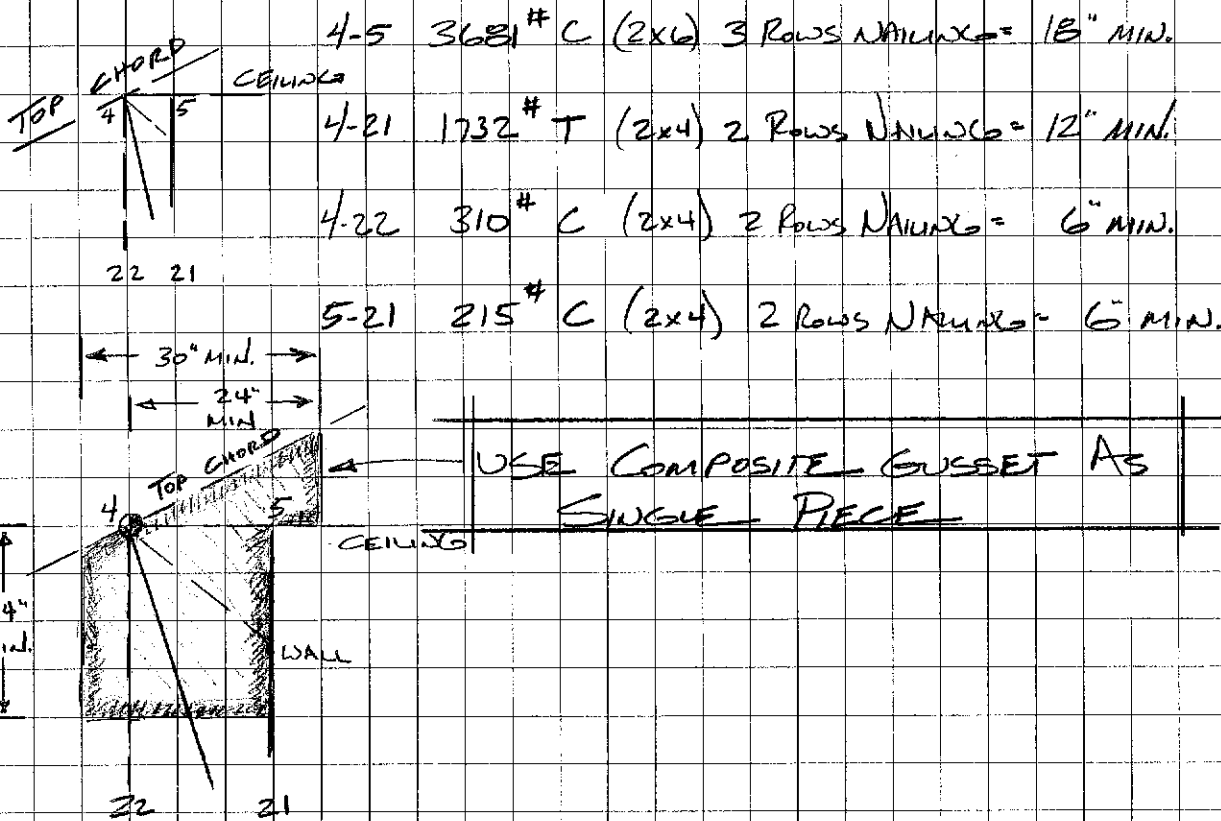 4-5 3681# C (2x6) 3 ROWS NAILING = 18" MIN.
TOP CHORD
CEILING
4 5
4-21 1732# T (2x4) 2 ROWS NAILING = 12" MIN.
4-22 310# C (2x4) 2 ROWS NAILING = 6" MIN.
22 21
5-21 215# C (2x4) 2 ROWS NAILING = 6" MIN.
30" MIN.
24" MIN
TOP CHORD
USE COMPOSITE GUSSET AS
SINGLE PIECE
4 5
CEILING
4"
IN.
WALL
22 21